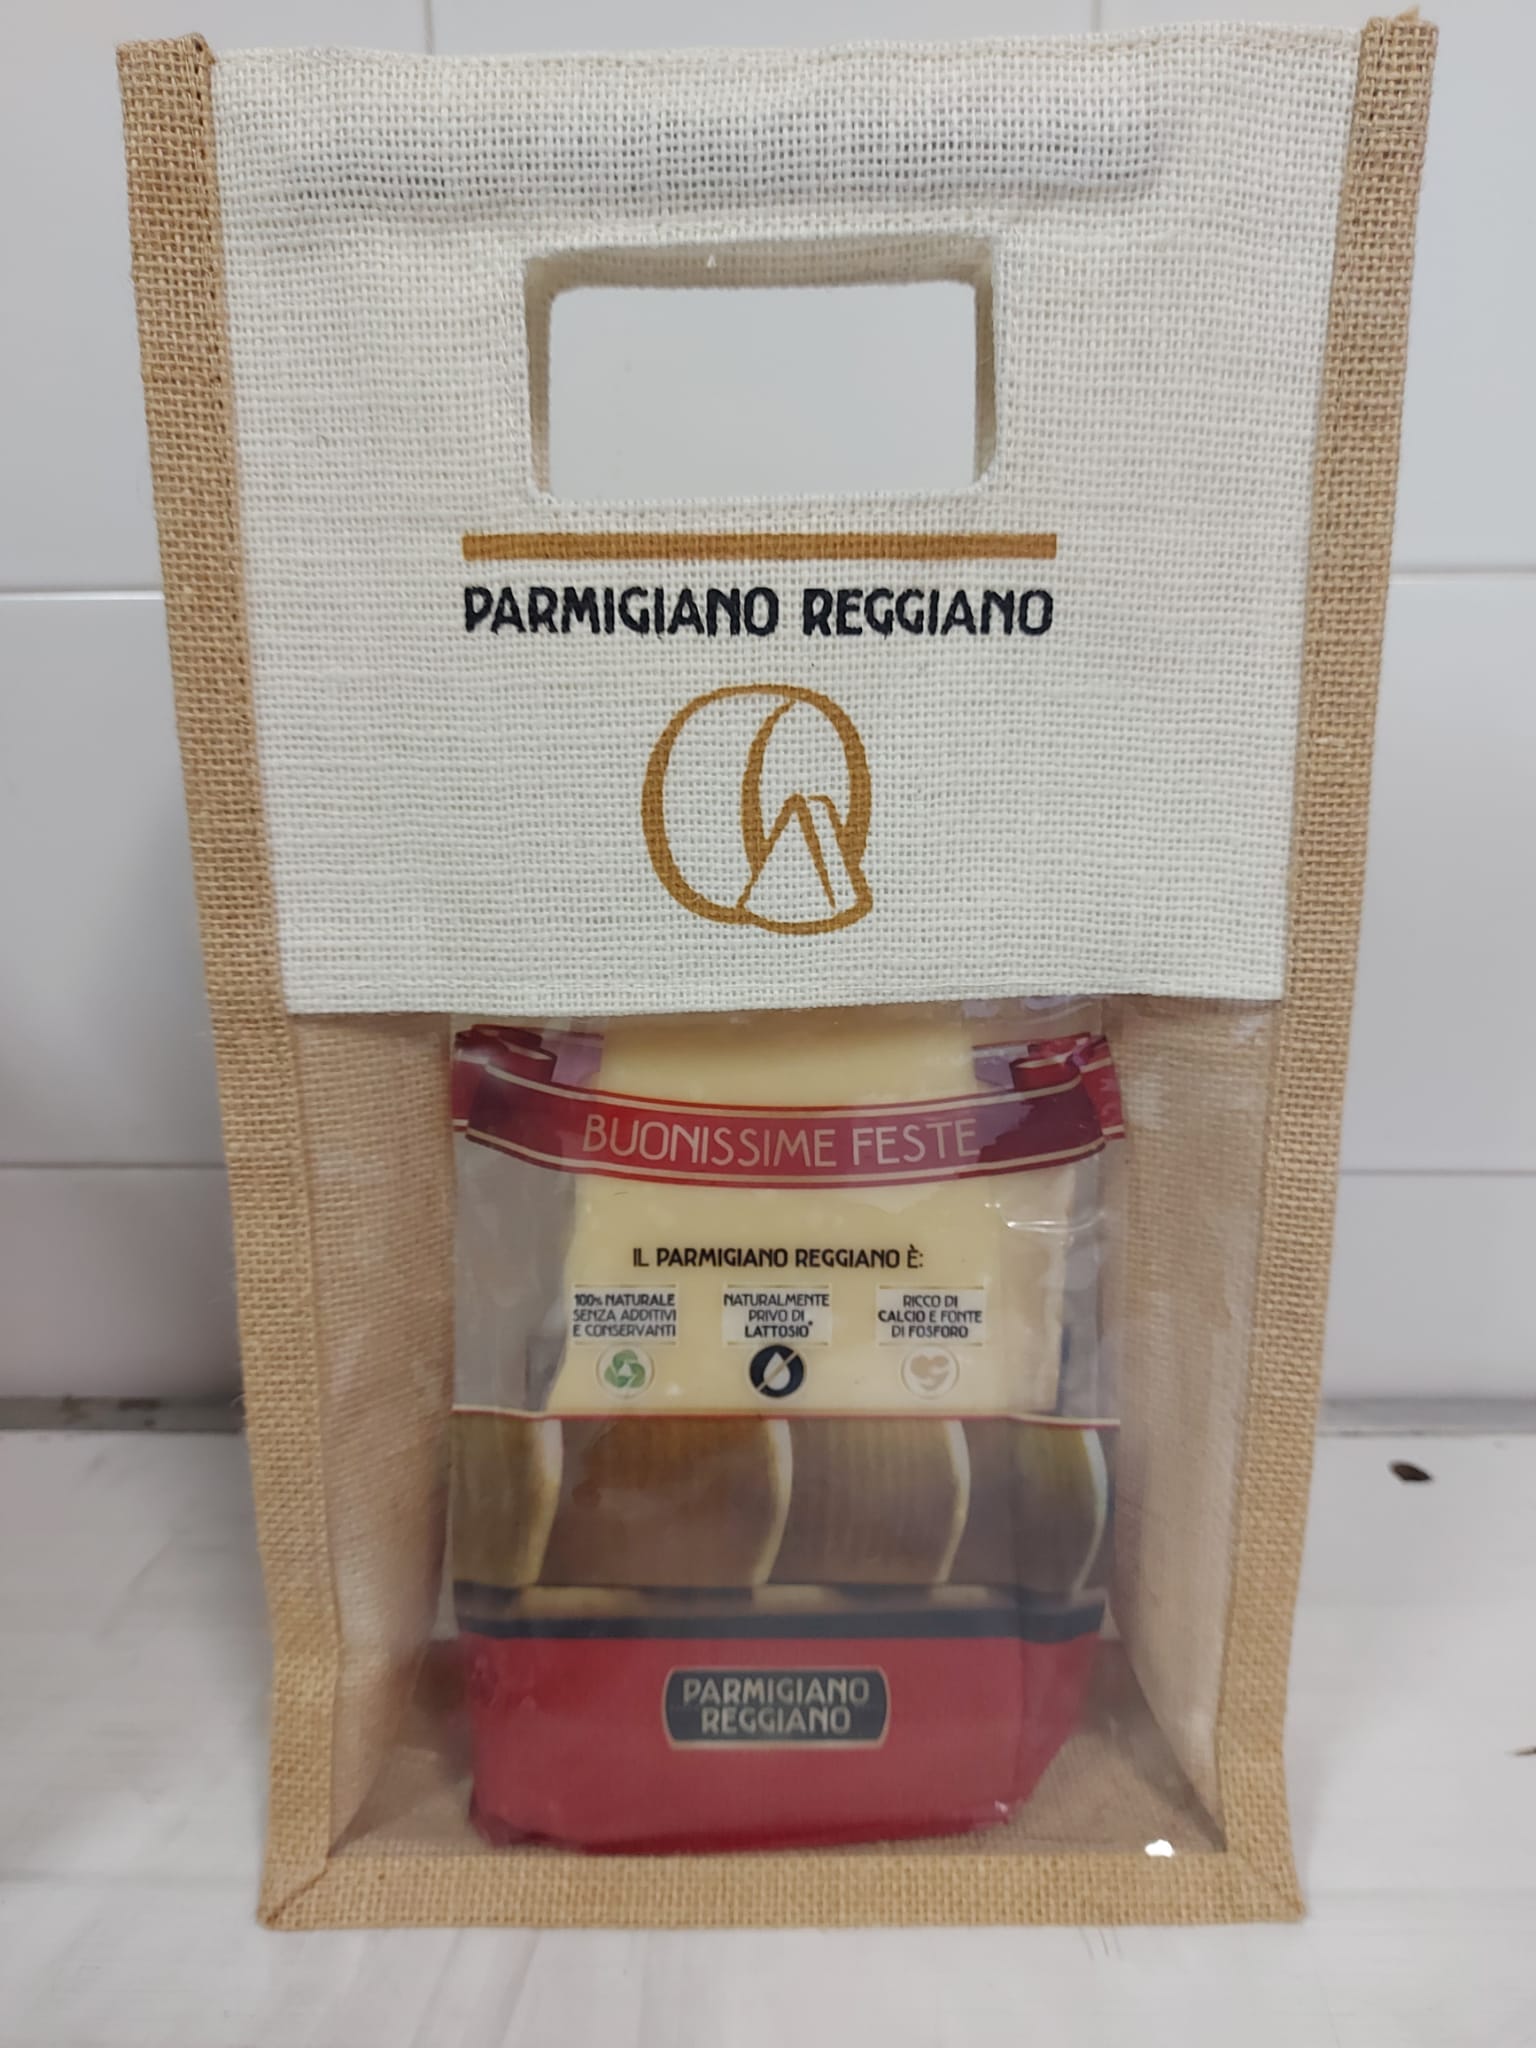 PARMIGIANO REGGIANO
BUONISSIME FESTE
IL PARMIGIANO REGGIANO È:
100% NATURALE
SENZA ADDITIVI
E CONSERVANTI
NATURALMENTE
PRIVO DI
LATTOSIO*
RICCO DI
CALCIO E FONTE
DI FOSFORO
PARMIGIANO
REGGIANO